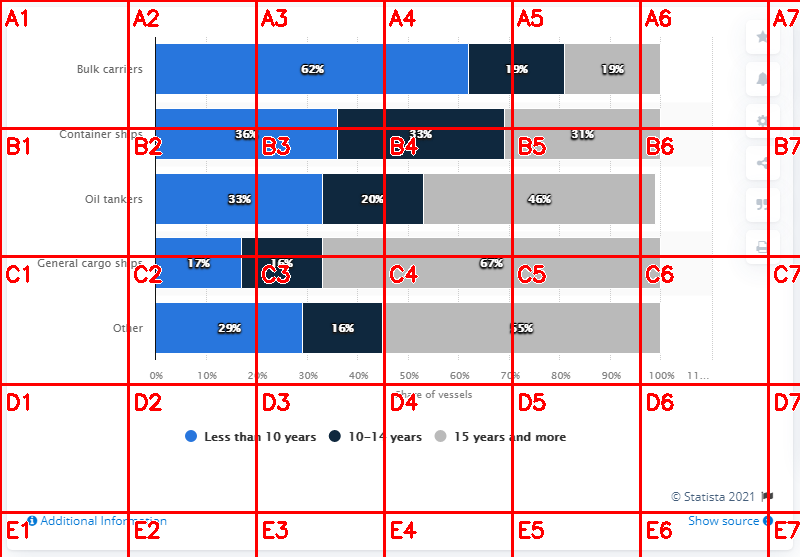 Bulk carriers 62% 19% 19%
Container ships 36% 33% 31%
Oil tankers 33% 20% 46%
General cargo ships 17% 16% 67%
Other 29% 16% 55%
0% 10% 20% 30% 40% 50% 60% 70% 80% 90% 100% 11...
Share of vessels
Less than 10 years 10-14 years 15 years and more
© Statista 2021
Additional Information Show source
A1 A2 A3 A4 A5 A6 A7
B1 B2 B3 B4 B5 B6 B7
C1 C2 C3 C4 C5 C6 C7
D1 D2 D3 D4 D5 D6 D7
E1 E2 E3 E4 E5 E6 E7